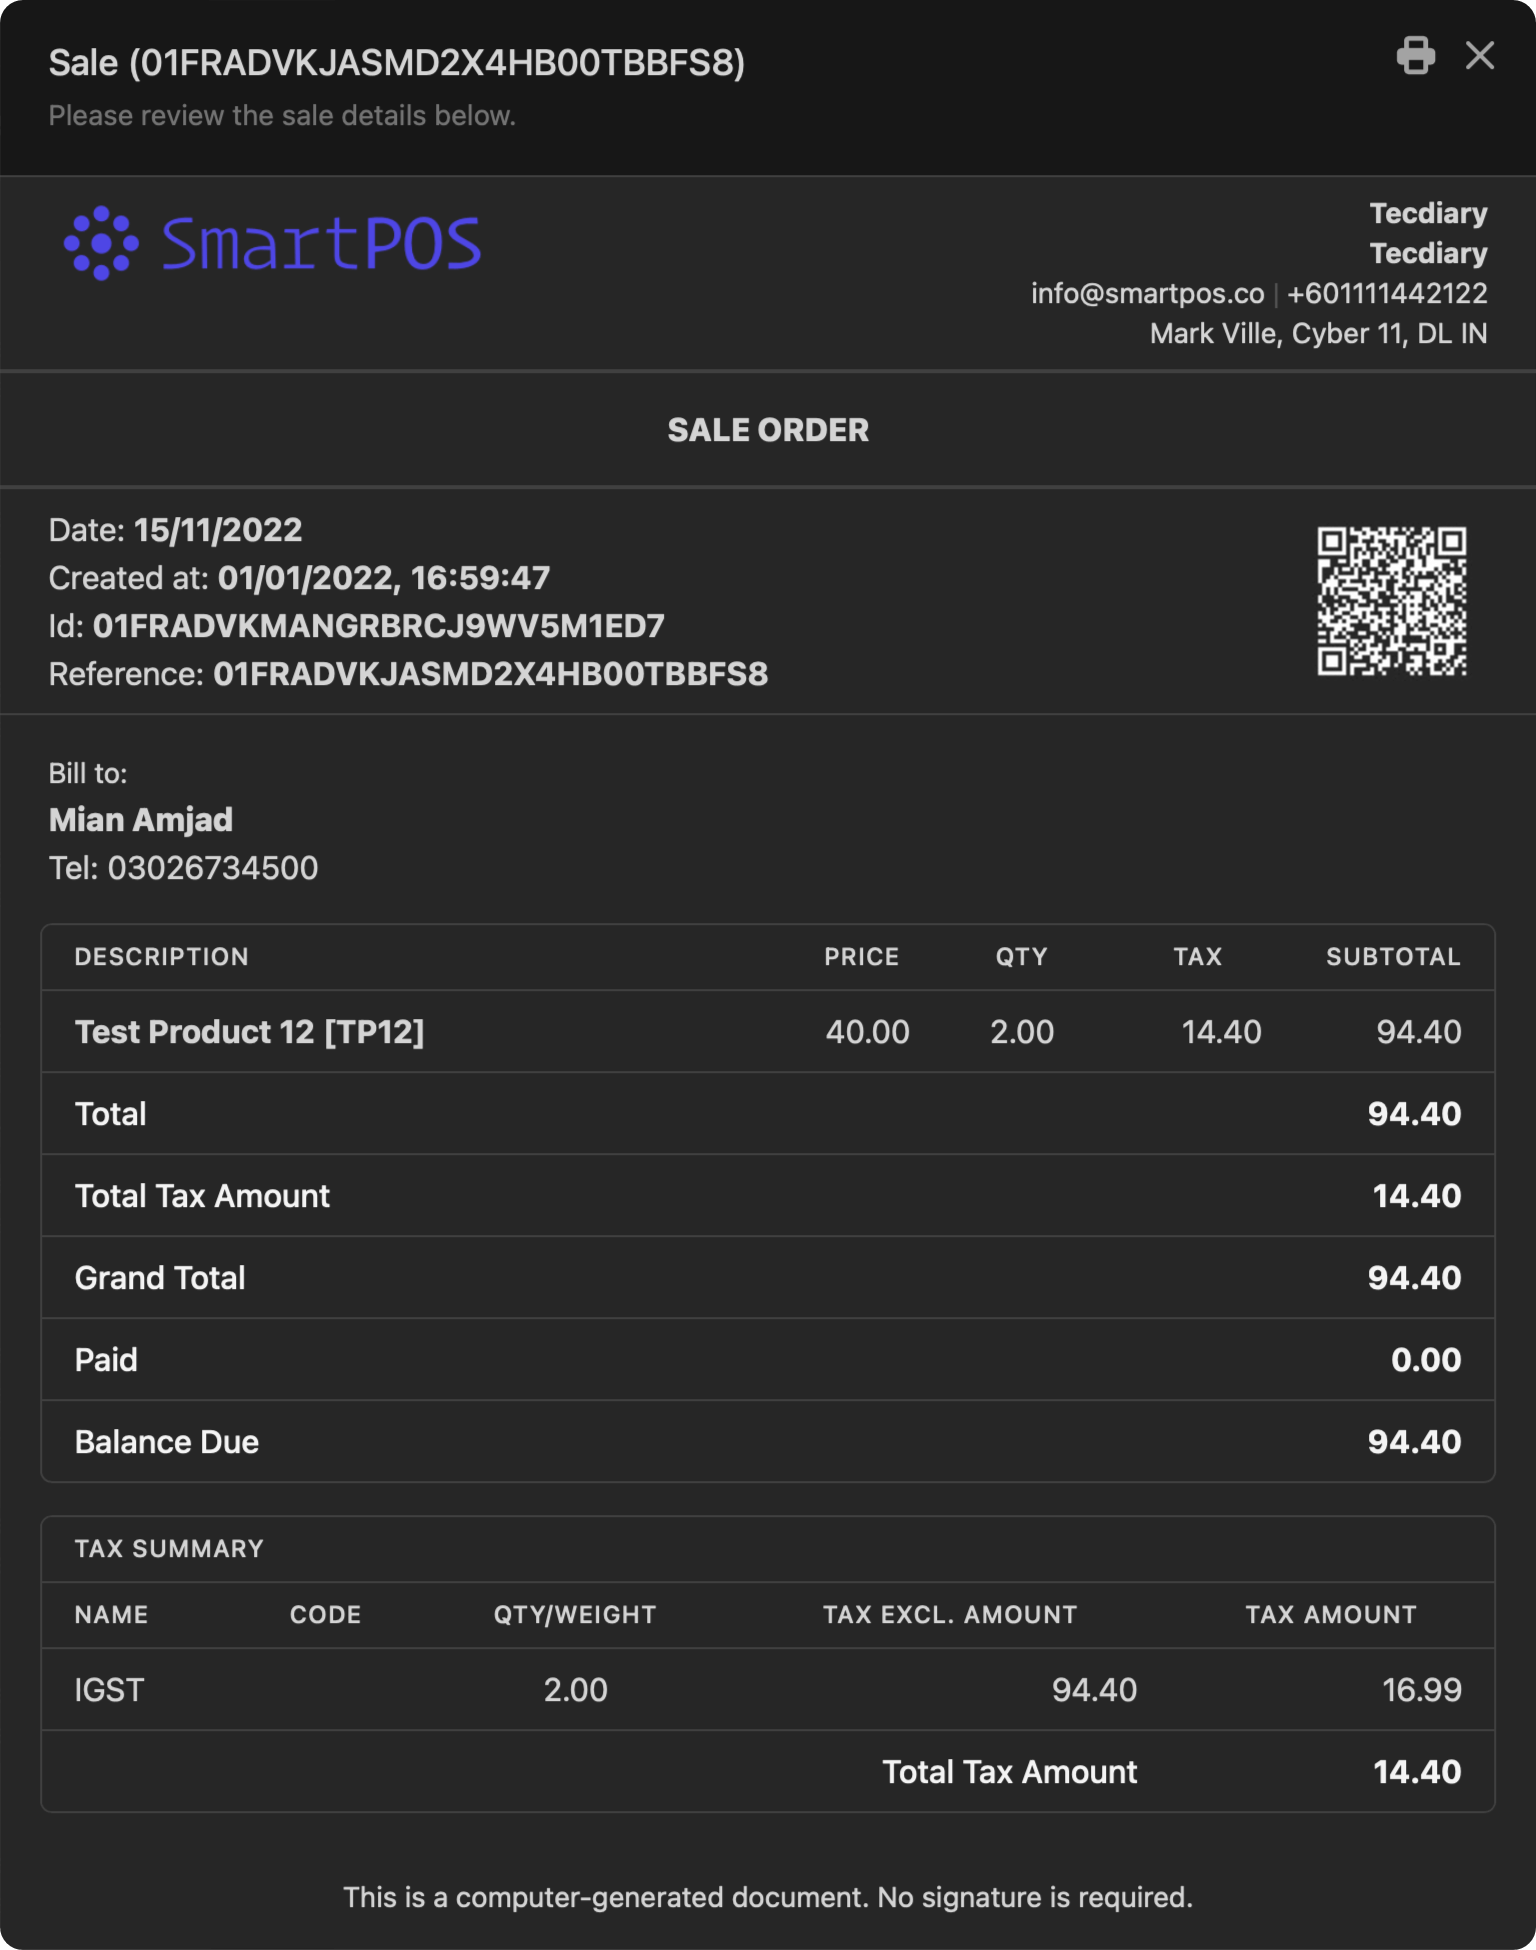 Sale (01FRADVKJASMD2X4HB00TBBFS8)
Please review the sale details below.
SmartPOS
Tecdiary
Tecdiary
info@smartpos.co | +601111442122
Mark Ville, Cyber 11, DL IN
SALE ORDER
Date: 15/11/2022
Created at: 01/01/2022, 16:59:47
Id: 01FRADVKMANGRBRCJ9WV5M1ED7
Reference: 01FRADVKJASMD2X4HB00TBBFS8
Bill to:
Mian Amjad
Tel: 03026734500
DESCRIPTION PRICE QTY TAX SUBTOTAL
Test Product 12 [TP12] 40.00 2.00 14.40 94.40
Total 94.40
Total Tax Amount 14.40
Grand Total 94.40
Paid 0.00
Balance Due 94.40
TAX SUMMARY
NAME CODE QTY/WEIGHT TAX EXCL. AMOUNT TAX AMOUNT
IGST 2.00 94.40 16.99
Total Tax Amount 14.40
This is a computer-generated document. No signature is required.